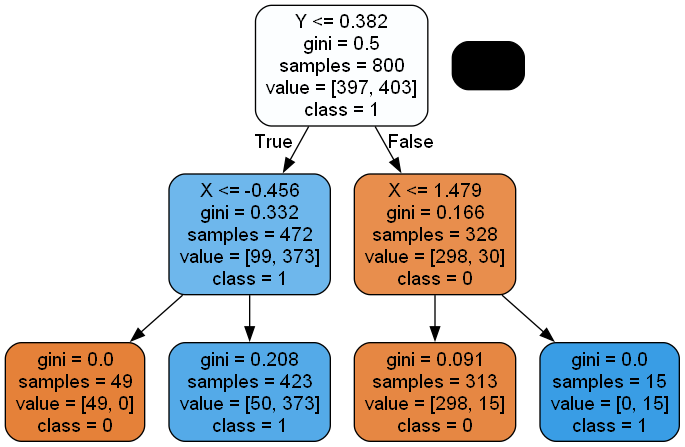 Y <= 0.382
gini = 0.5
samples = 800
value = [397, 403]
class = 1
True
False
X <= -0.456
gini = 0.332
samples = 472
value = [99, 373]
class = 1
X <= 1.479
gini = 0.166
samples = 328
value = [298, 30]
class = 0
gini = 0.0
samples = 49
value = [49, 0]
class = 0
gini = 0.208
samples = 423
value = [50, 373]
class = 1
gini = 0.091
samples = 313
value = [298, 15]
class = 0
gini = 0.0
samples = 15
value = [0, 15]
class = 1